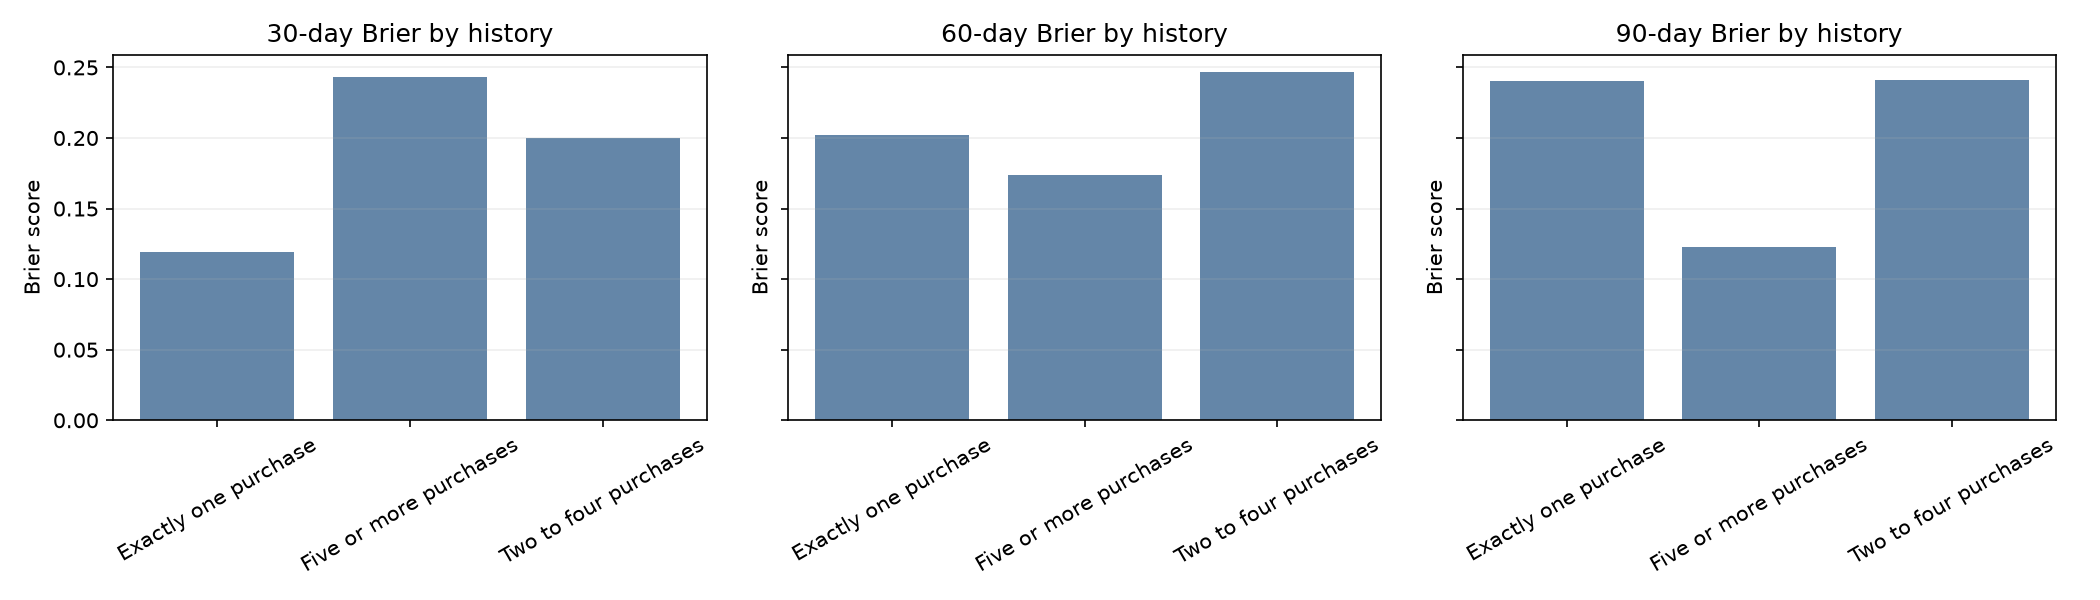 30-day Brier by history
60-day Brier by history
90-day Brier by history
Brier score
0.25
0.20
0.15
0.10
0.05
0.00
Exactly one purchase
Five or more purchases
Two to four purchases
Brier score
Exactly one purchase
Five or more purchases
Two to four purchases
Brier score
Exactly one purchase
Five or more purchases
Two to four purchases